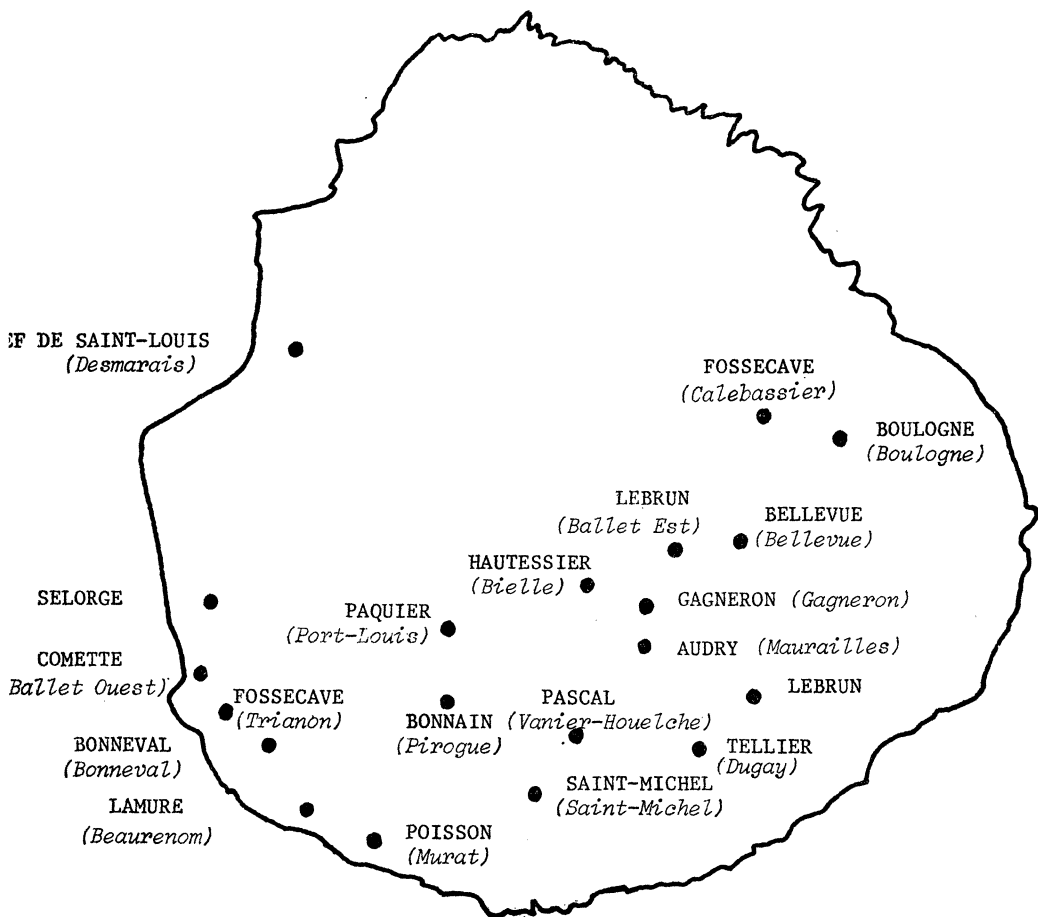 EF DE SAINT-LOUIS
(Desmarais)
FOSSECAVE
(Calebassier)
BOULOGNE
(Boulogne)
LEBRUN
(Ballet Est)
BELLEVUE
(Bellevue)
HAUTESSIER
(Bielle)
SELORGE
PAQUIER
(Port-Louis)
GAGNERON (Gagneron)
AUDRY (Maurailles)
COMETTE
Ballet Ouest)
FOSSECAVE
(Trianon)
LEBRUN
BONNAIN
(Pirogue)
PASCAL
(Vanier-Houelche)
BONNEVAL
(Bonneval)
TELLIER
(Dugay)
LAMURE
(Beaurenom)
SAINT-MICHEL
(Saint-Michel)
POISSON
(Murat)